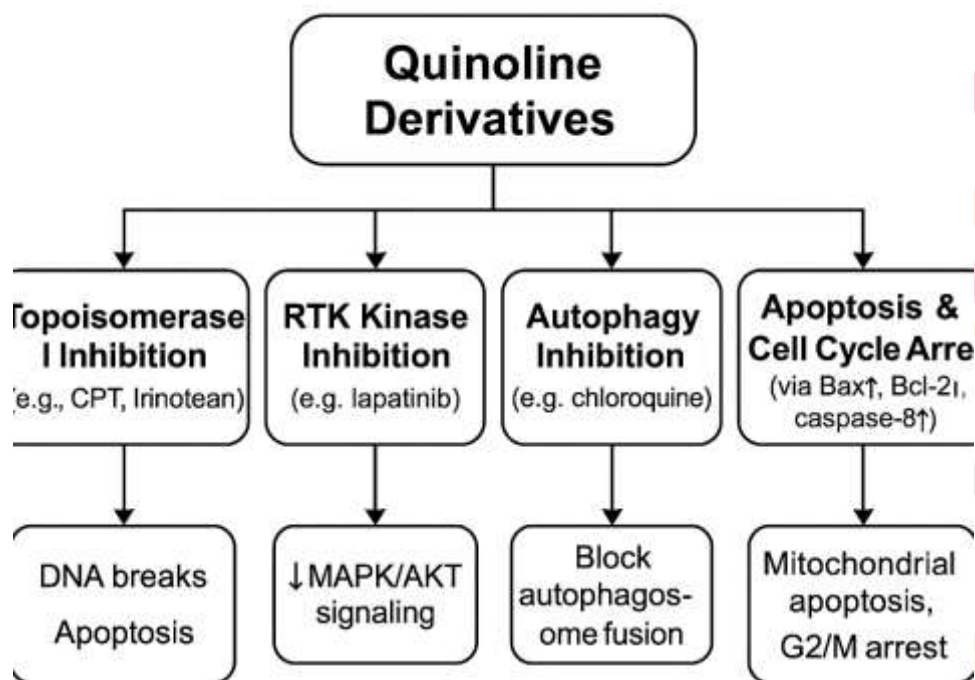 Quinoline
Derivatives
Topoisomerase
I Inhibition
(e.g., CPT, Irinotean)
RTK Kinase
Inhibition
(e.g. lapatinib)
Autophagy
Inhibition
(e.g. chloroquine)
Apoptosis &
Cell Cycle Arre
(via Bax↑, Bcl-2ı,
caspase-8↑)
DNA breaks
Apoptosis
↓MAPK/AKT
signaling
Block
autophagos-
ome fusion
Mitochondrial
apoptosis,
G2/M arrest